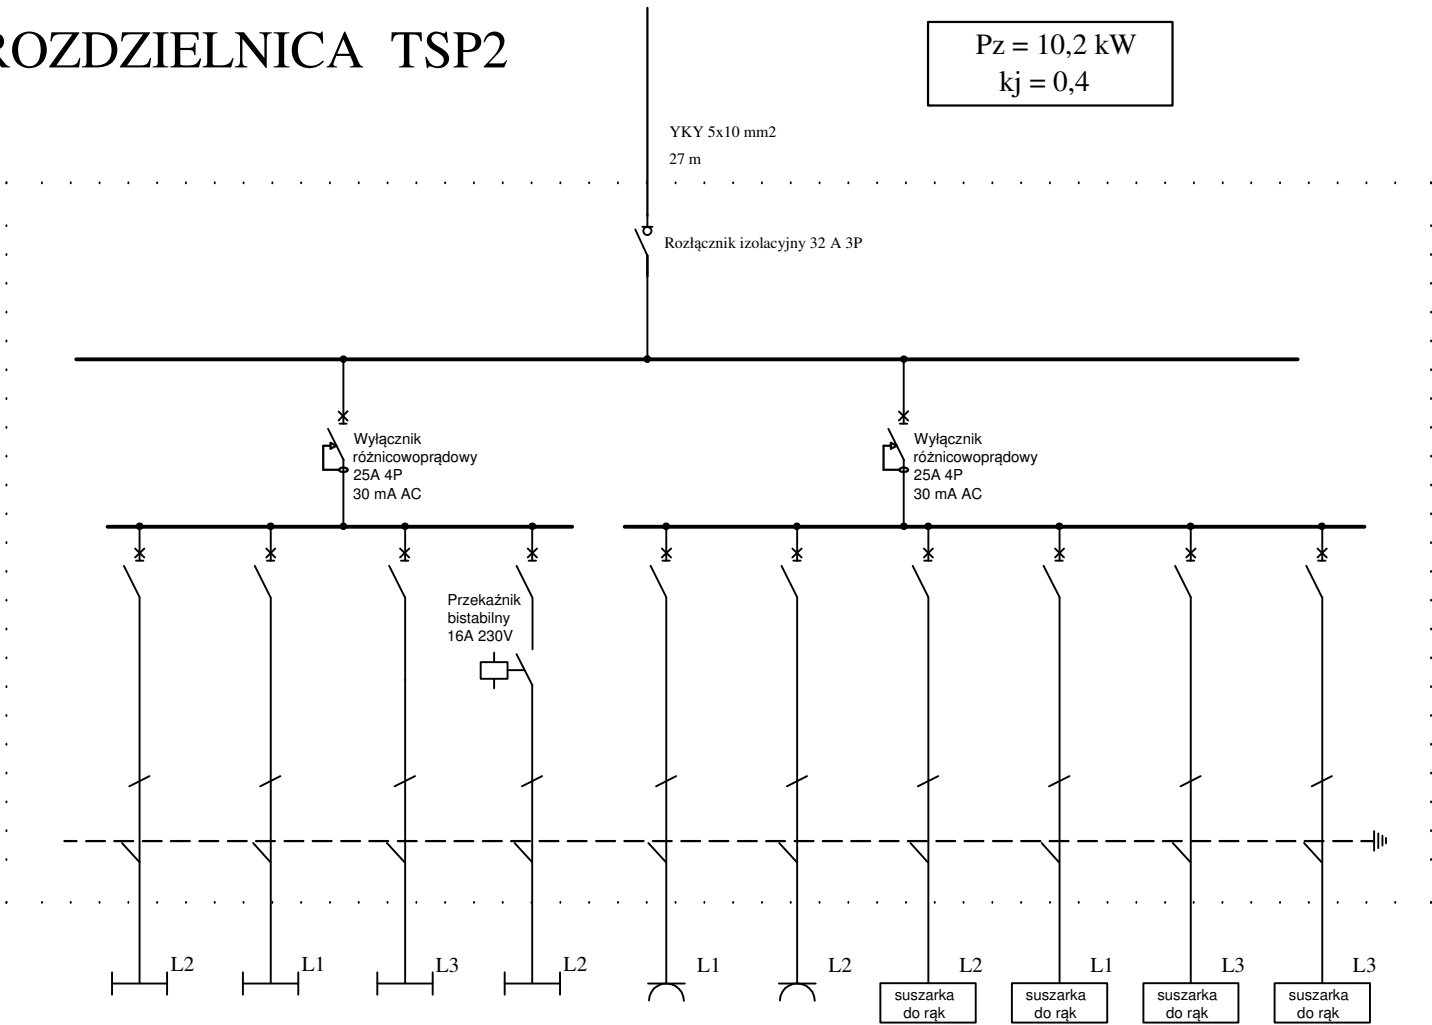 ROZDZIELNICA TSP2
Pz = 10,2 kW
kj = 0,4
YKY 5x10 mm2
27 m
Rozłącznik izolacyjny 32 A 3P
Wyłącznik
różnicowoprądowy
25A 4P
30 mA AC
Wyłącznik
różnicowoprądowy
25A 4P
30 mA AC
Przekaźnik
bistabilny
16A 230V
L2
L1
L3
L2
L1
L2
L2
L1
L3
L3
suszarka
do rąk
suszarka
do rąk
suszarka
do rąk
suszarka
do rąk